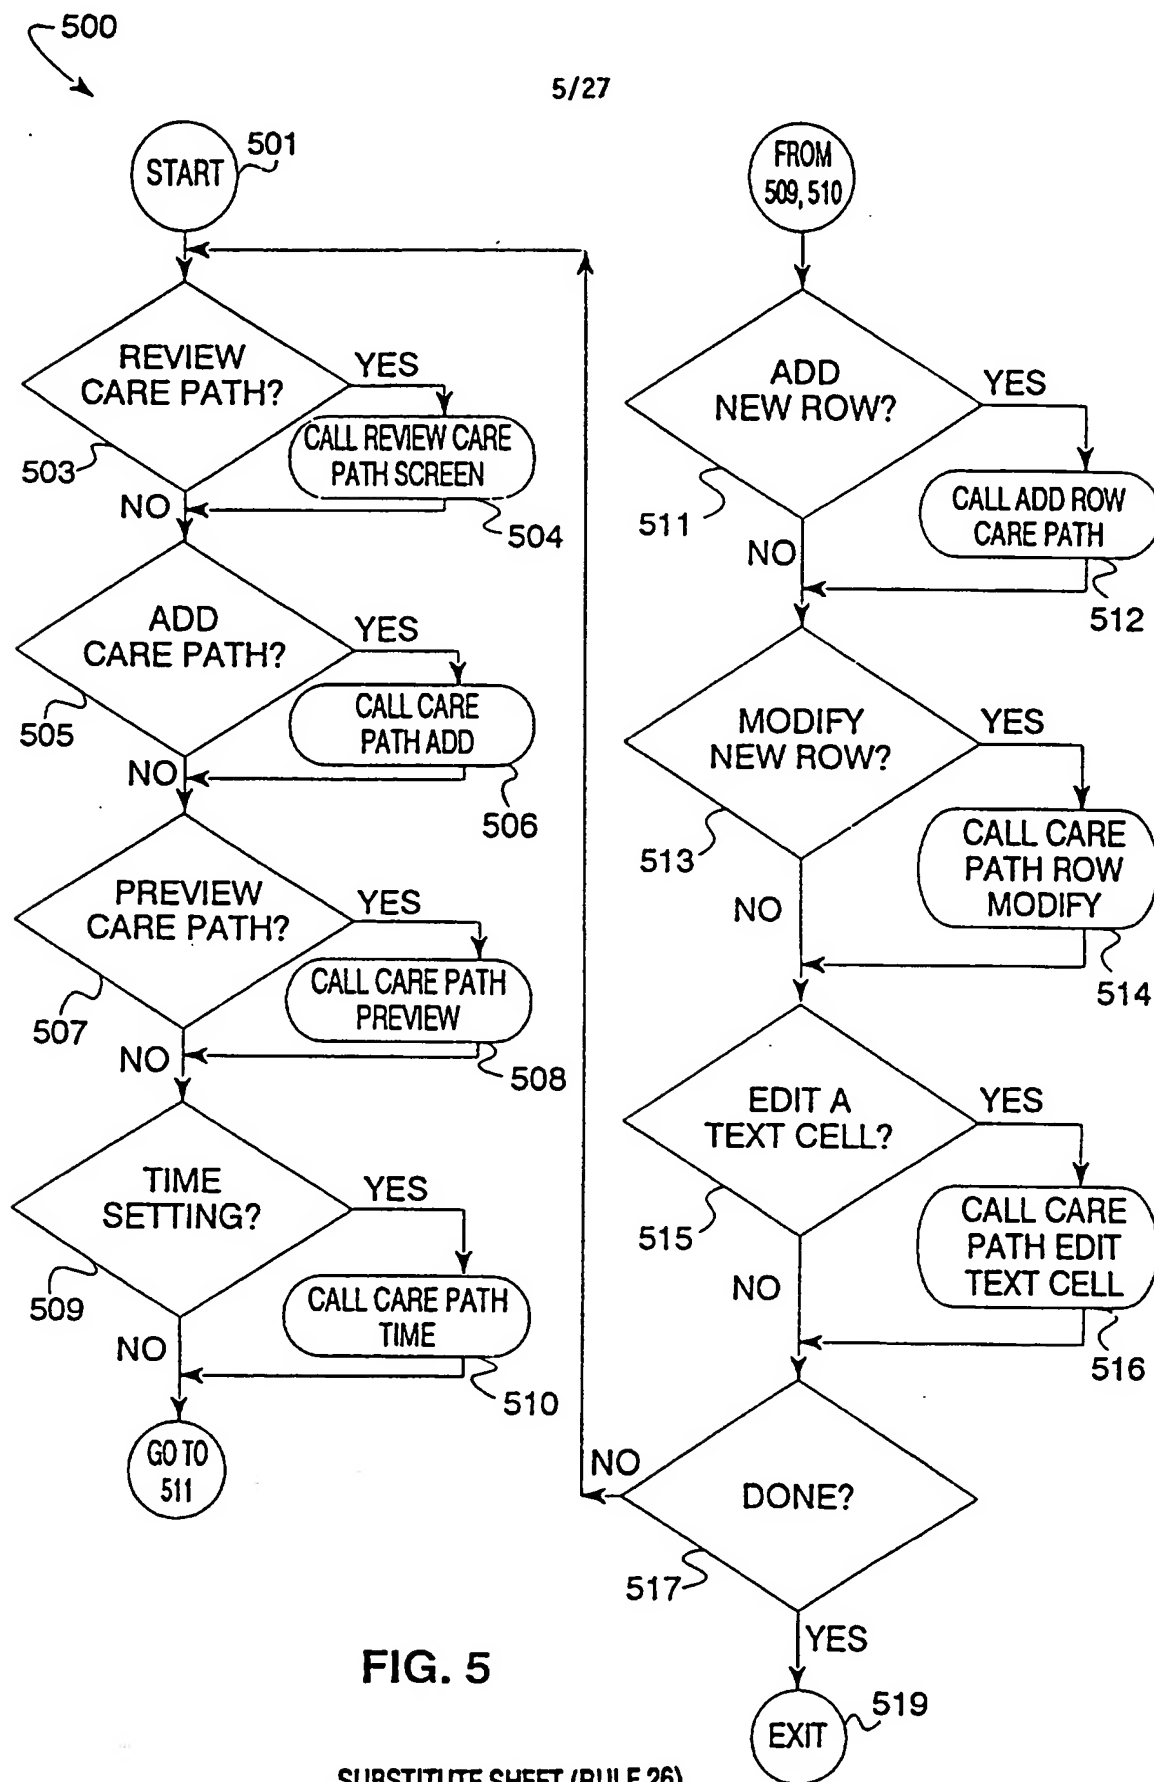 500
5/27
START
501
REVIEW
CARE PATH?
YES
503
CALL REVIEW CARE
PATH SCREEN
NO
504
ADD
CARE PATH?
YES
505
CALL CARE
PATH ADD
NO
506
PREVIEW
CARE PATH?
YES
507
CALL CARE PATH
PREVIEW
NO
508
TIME
SETTING?
YES
509
CALL CARE PATH
TIME
NO
510
GO TO
511
FROM
509, 510
ADD
NEW ROW?
YES
511
CALL ADD ROW
CARE PATH
NO
512
MODIFY
NEW ROW?
YES
513
CALL CARE
PATH ROW
MODIFY
NO
514
EDIT A
TEXT CELL?
YES
515
CALL CARE
PATH EDIT
TEXT CELL
NO
516
DONE?
NO
517
YES
EXIT
519
FIG. 5
SUBSTITUTE SHEET (RULE 26)